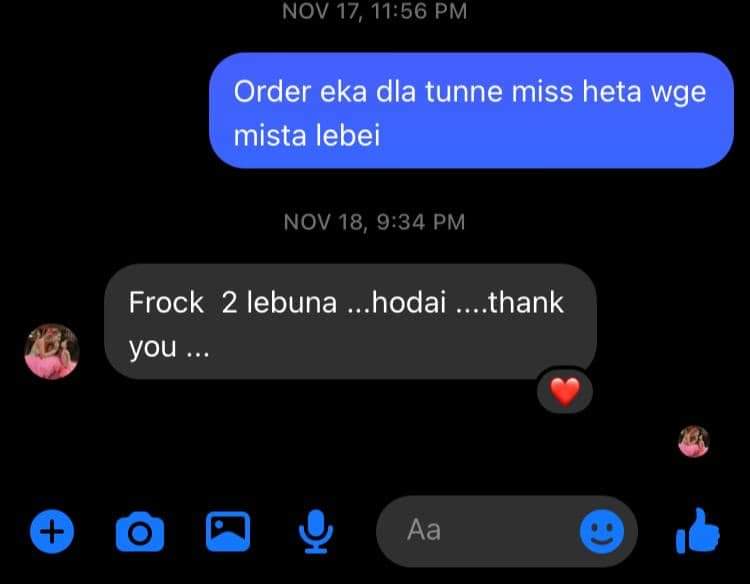 NOV 17, 11:56 PM
Order eka dla tunne miss heta wge
mista lebei
NOV 18, 9:34 PM
Frock  2 lebuna ...hodai ....thank
you ...
Aa